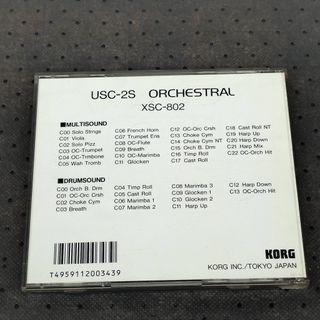 USC-2S ORCHESTRAL
XSC-802
■MULTISOUND
C00 Solo Strings
C01 Viola
C02 Solo Pizz
C03 OC-Trumpet
C04 OC-Timbone
C05 Wah Tromb
C06 French Horn
C07 Trumpet Ens
C08 OC-Flute
C09 Breath
C10 OC-Marimba
C11 Glocken
C12 OC-Orc Crsh
C13 Choke Cym
C14 Choke Cym NT
C15 Orch B. Drm
C16 Timp Roll
C17 Cast Roll
C18 Cast Roll NT
C19 Harp Up
C20 Harp Down
C21 Harp Mix
C22 OC-Orch Hit
■DRUMSOUND
C00 Orch B. Drm
C01 OC-Orc Crsh
C02 Choke Cym
C03 Breath
C04 Timp Roll
C05 Cast Roll
C06 Marimba 1
C07 Marimba 2
C08 Marimba 3
C09 Glocken 1
C10 Glocken 2
C11 Harp Up
C12 Harp Down
C13 OC-Orch Hit
T4959112003439
KORG
KORG INC./TOKYO JAPAN